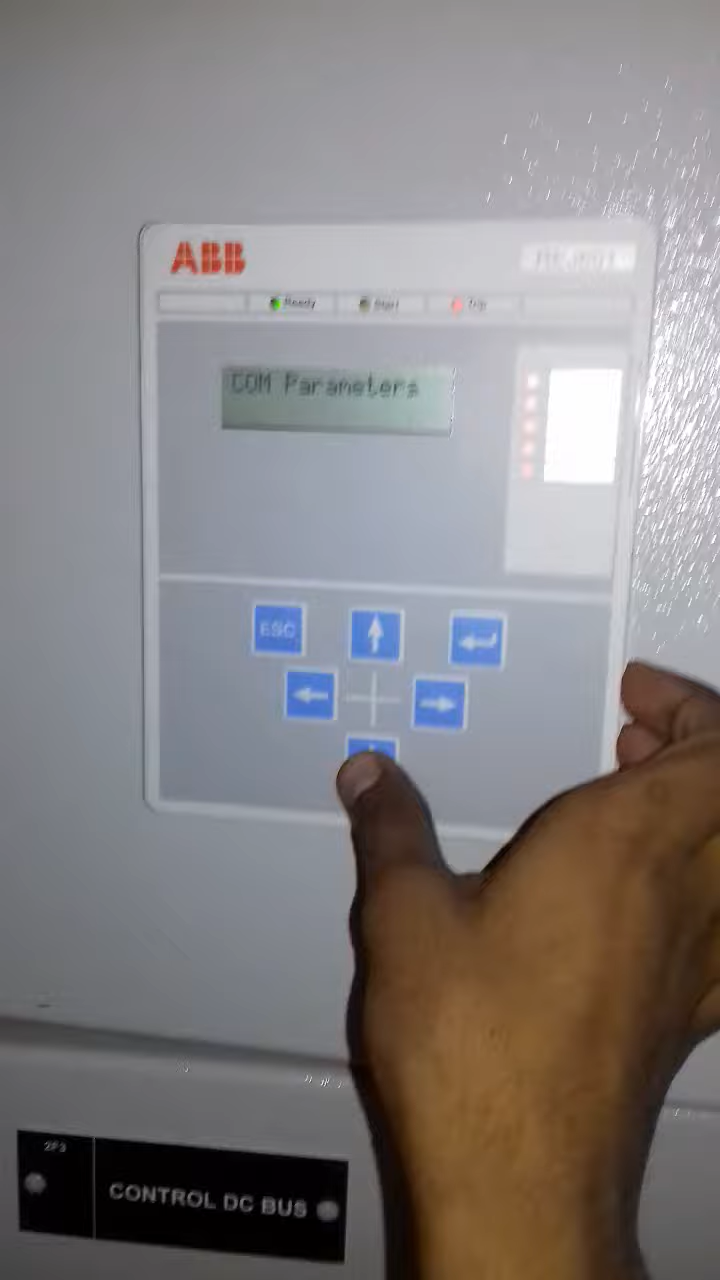 ABB
Ready
Start
Trip
COM Parameters
ESC
2F3
CONTROL DC BUS